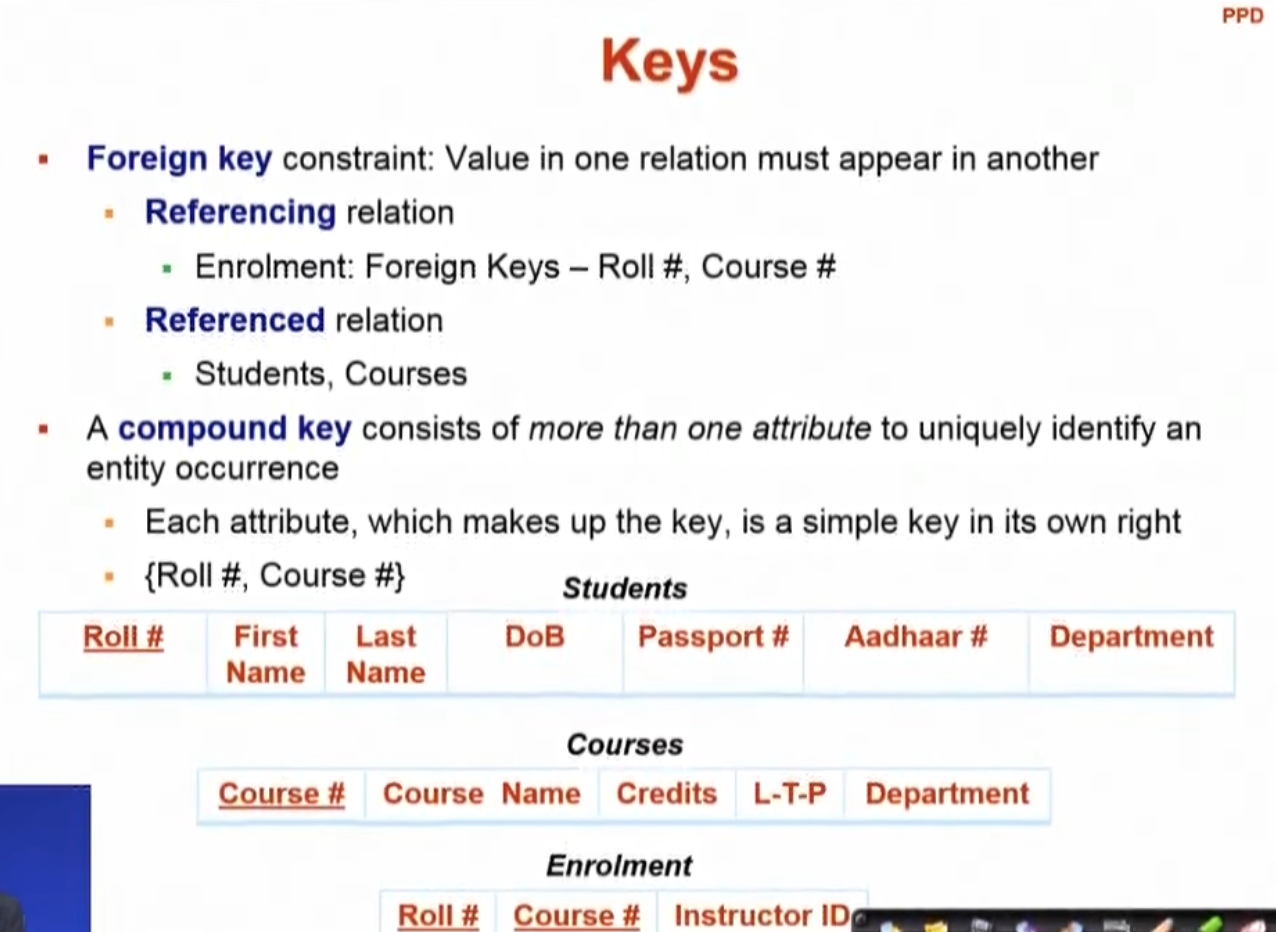 PPD
Keys
Foreign key constraint: Value in one relation must appear in another
Referencing relation
Enrolment: Foreign Keys – Roll #, Course #
Referenced relation
Students, Courses
A compound key consists of more than one attribute to uniquely identify an
entity occurrence
Each attribute, which makes up the key, is a simple key in its own right
{Roll #, Course #}
Students
Roll # First Last DoB Passport # Aadhaar # Department
Name Name
Courses
Course # Course Name Credits L-T-P Department
Enrolment
Roll # Course # Instructor ID